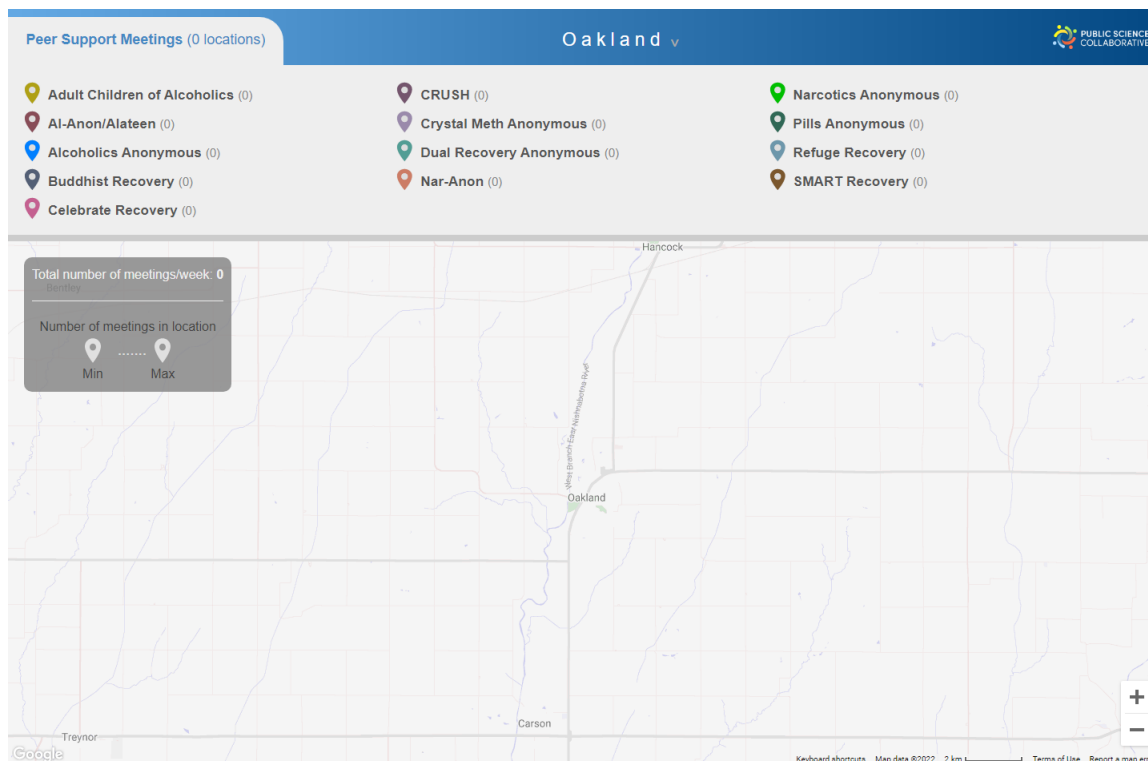 Peer Support Meetings (0 locations)
Oakland v
PUBLIC SCIENCE
COLLABORATIVE
Adult Children of Alcoholics (0)
Al-Anon/Alateen (0)
Alcoholics Anonymous (0)
Buddhist Recovery (0)
Celebrate Recovery (0)
CRUSH (0)
Crystal Meth Anonymous (0)
Dual Recovery Anonymous (0)
Nar-Anon (0)
Narcotics Anonymous (0)
Pills Anonymous (0)
Refuge Recovery (0)
SMART Recovery (0)
Hancock
Total number of meetings/week: 0
Bentley
Number of meetings in location
Min
Max
West Branch East Nishnabotna River
Oakland
Carson
Treynor
Google
Keyboard shortcuts Map data ©2022 2 km Terms of Use Report a map